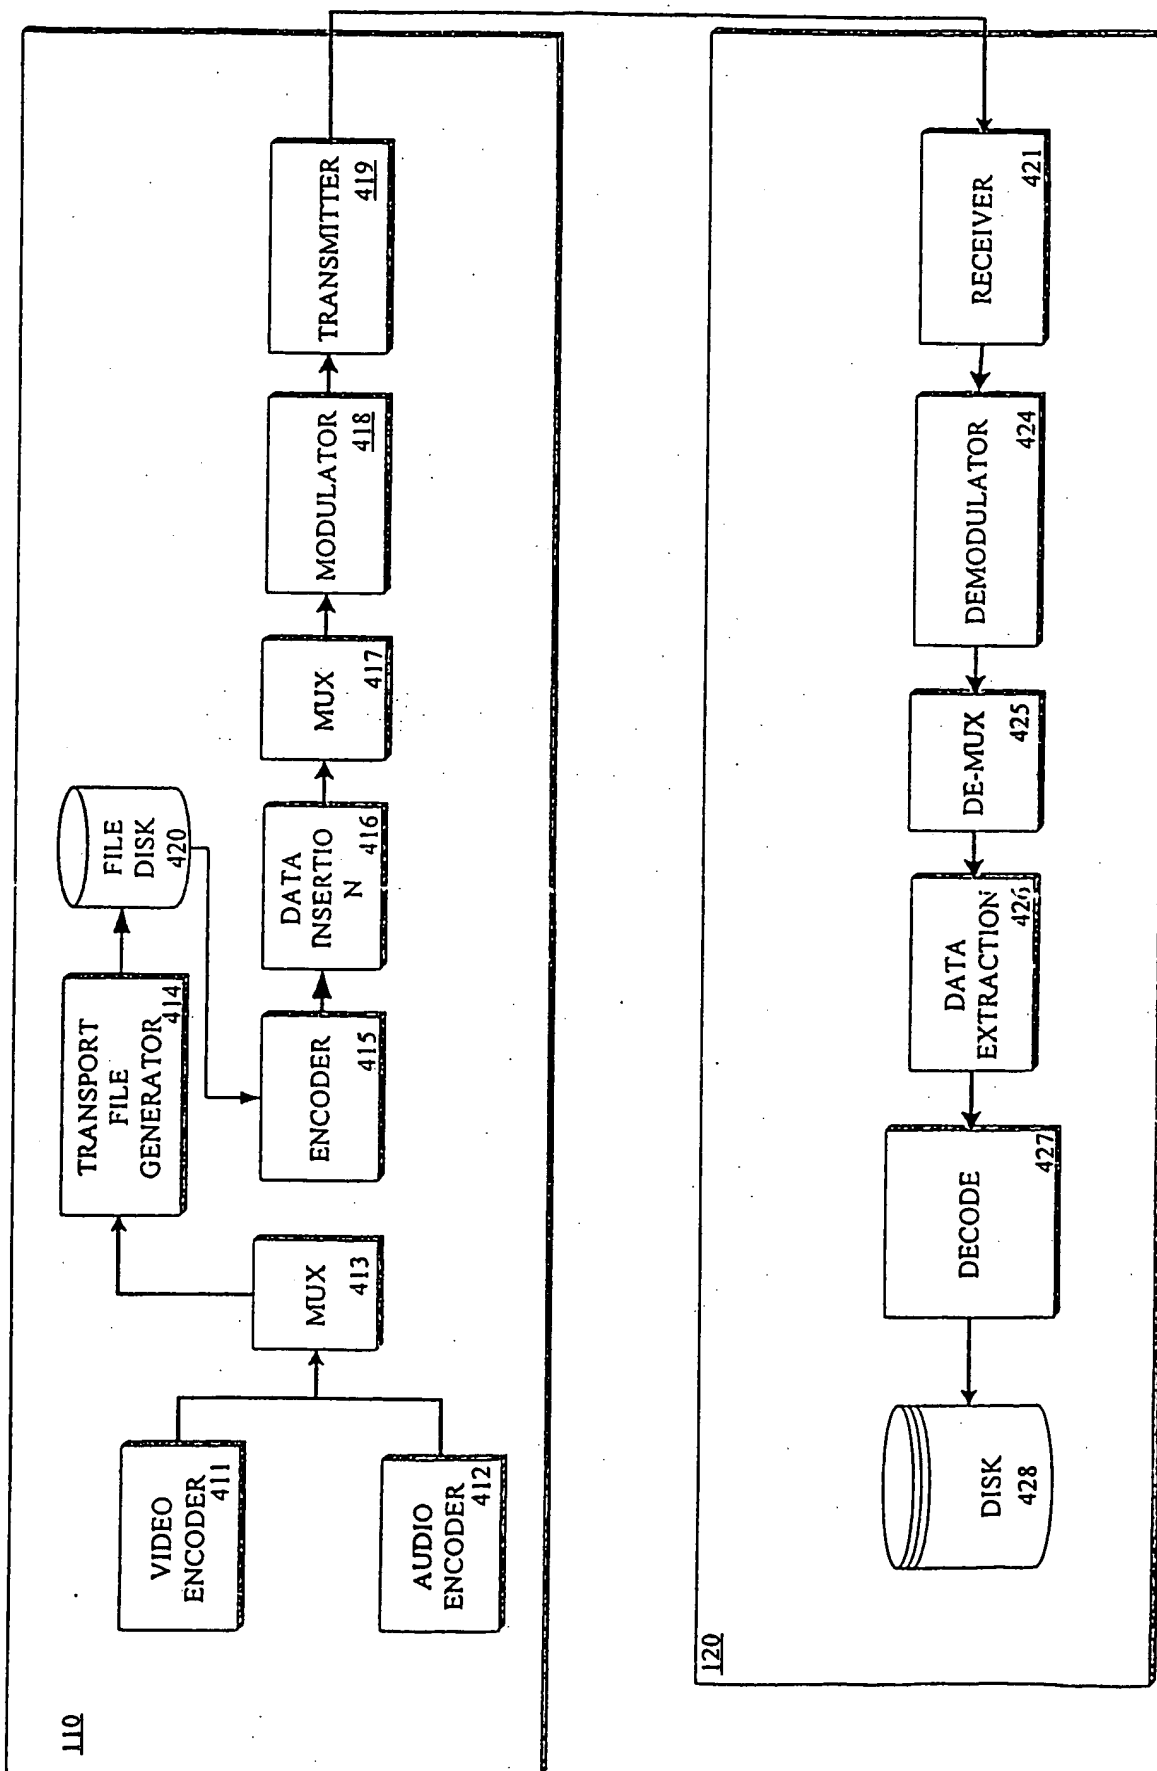 110
VIDEO
ENCODER
411
AUDIO
ENCODER
412
MUX
413
TRANSPORT
FILE
GENERATOR
414
FILE
DISK
420
ENCODER
415
DATA
INSERTIO
N
416
MUX
417
MODULATOR
418
TRANSMITTER
419
120
RECEIVER
421
DEMODULATOR
424
DE-MUX
425
DATA
EXTRACTION
426
DECODE
427
DISK
428